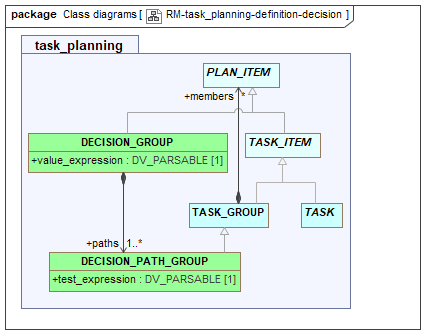 package Class diagrams [ RM-task_planning-definition-decision ]
task_planning
PLAN_ITEM
+members *
DECISION_GROUP
+value_expression : DV_PARSABLE [1]
TASK_ITEM
TASK_GROUP
TASK
+paths 1..*
DECISION_PATH_GROUP
+test_expression : DV_PARSABLE [1]